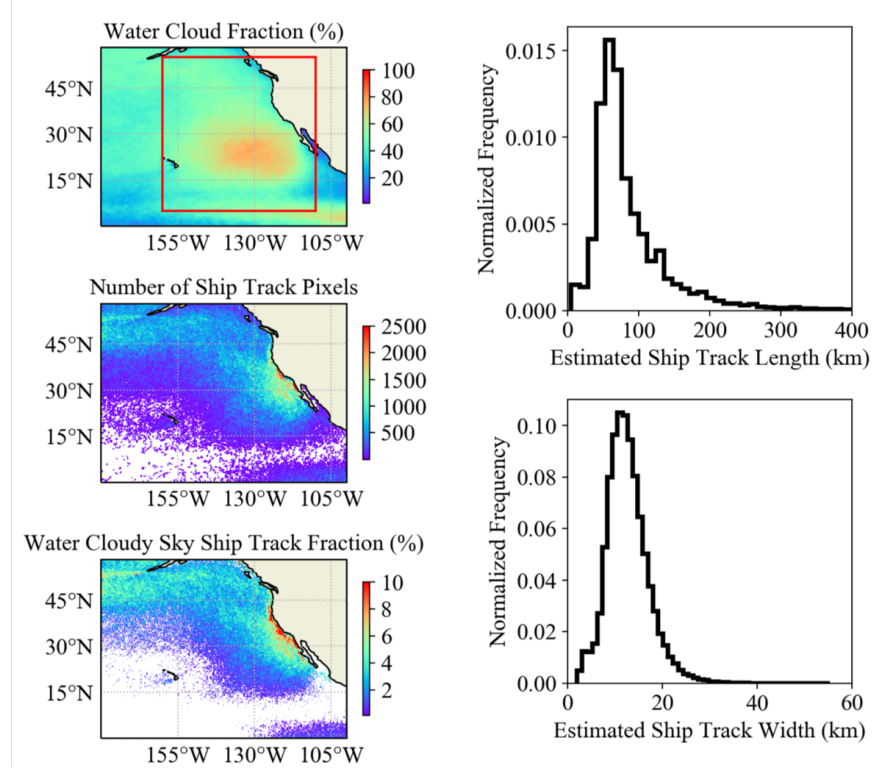 Water Cloud Fraction (%)
45°N
30°N
15°N
155°W 130°W 105°W
100
80
60
40
20
Number of Ship Track Pixels
45°N
30°N
15°N
155°W 130°W 105°W
2500
2000
1500
1000
500
Water Cloudy Sky Ship Track Fraction (%)
45°N
30°N
15°N
155°W 130°W 105°W
10
8
6
4
2
Normalized Frequency
0.015
0.010
0.005
0.000
0 100 200 300 400
Estimated Ship Track Length (km)
Normalized Frequency
0.10
0.08
0.06
0.04
0.02
0.00
0 20 40 60
Estimated Ship Track Width (km)